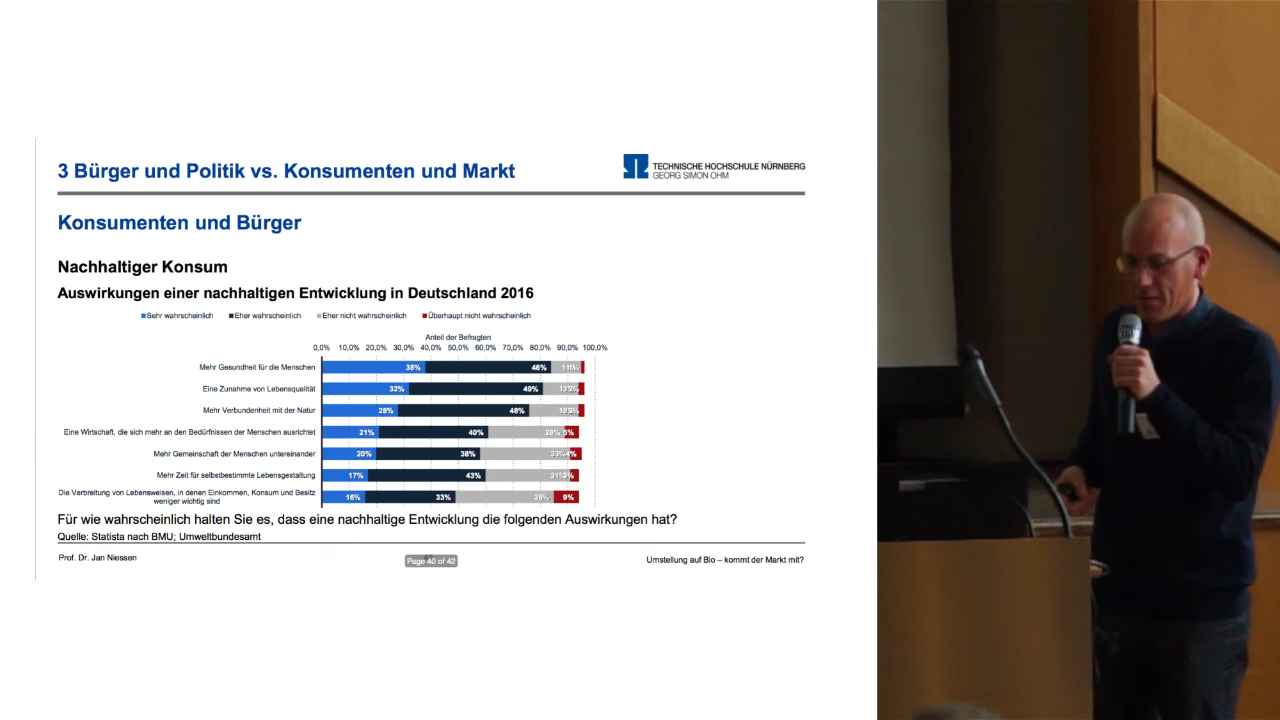 3 Bürger und Politik vs. Konsumenten und Markt
TECHNISCHE HOCHSCHULE NÜRNBERG
GEORG SIMON OHM
Konsumenten und Bürger
Nachhaltiger Konsum
Auswirkungen einer nachhaltigen Entwicklung in Deutschland 2016
Sehr wahrscheinlich Eher wahrscheinlich Eher nicht wahrscheinlich Überhaupt nicht wahrscheinlich
Anteil der Befragten
0,0% 10,0% 20,0% 30,0% 40,0% 50,0% 60,0% 70,0% 80,0% 90,0% 100,0%
Mehr Gesundheit für die Menschen 38% 46%
Eine Zunahme von Lebensqualität 32% 49%
Mehr Verbundenheit mit der Natur 28% 48%
Eine Wirtschaft, die sich mehr an den Bedürfnissen der Menschen ausrichtet 21% 40% 28% 5%
Mehr Gemeinschaft der Menschen untereinander 20% 38% 33% 4%
Mehr Zeit für selbstbestimmte Lebensgestaltung 17% 43% 31% 3%
Die Verbreitung von Lebensweisen, in denen Einkommen, Konsum und Besitz
weniger wichtig sind 16% 33% 9%
Für wie wahrscheinlich halten Sie es, dass eine nachhaltige Entwicklung die folgenden Auswirkungen hat?
Quelle: Statista nach BMU; Umweltbundesamt
Prof. Dr. Jan Niessen
Page 40 of 42
Umstellung auf Bio – kommt der Markt mit?